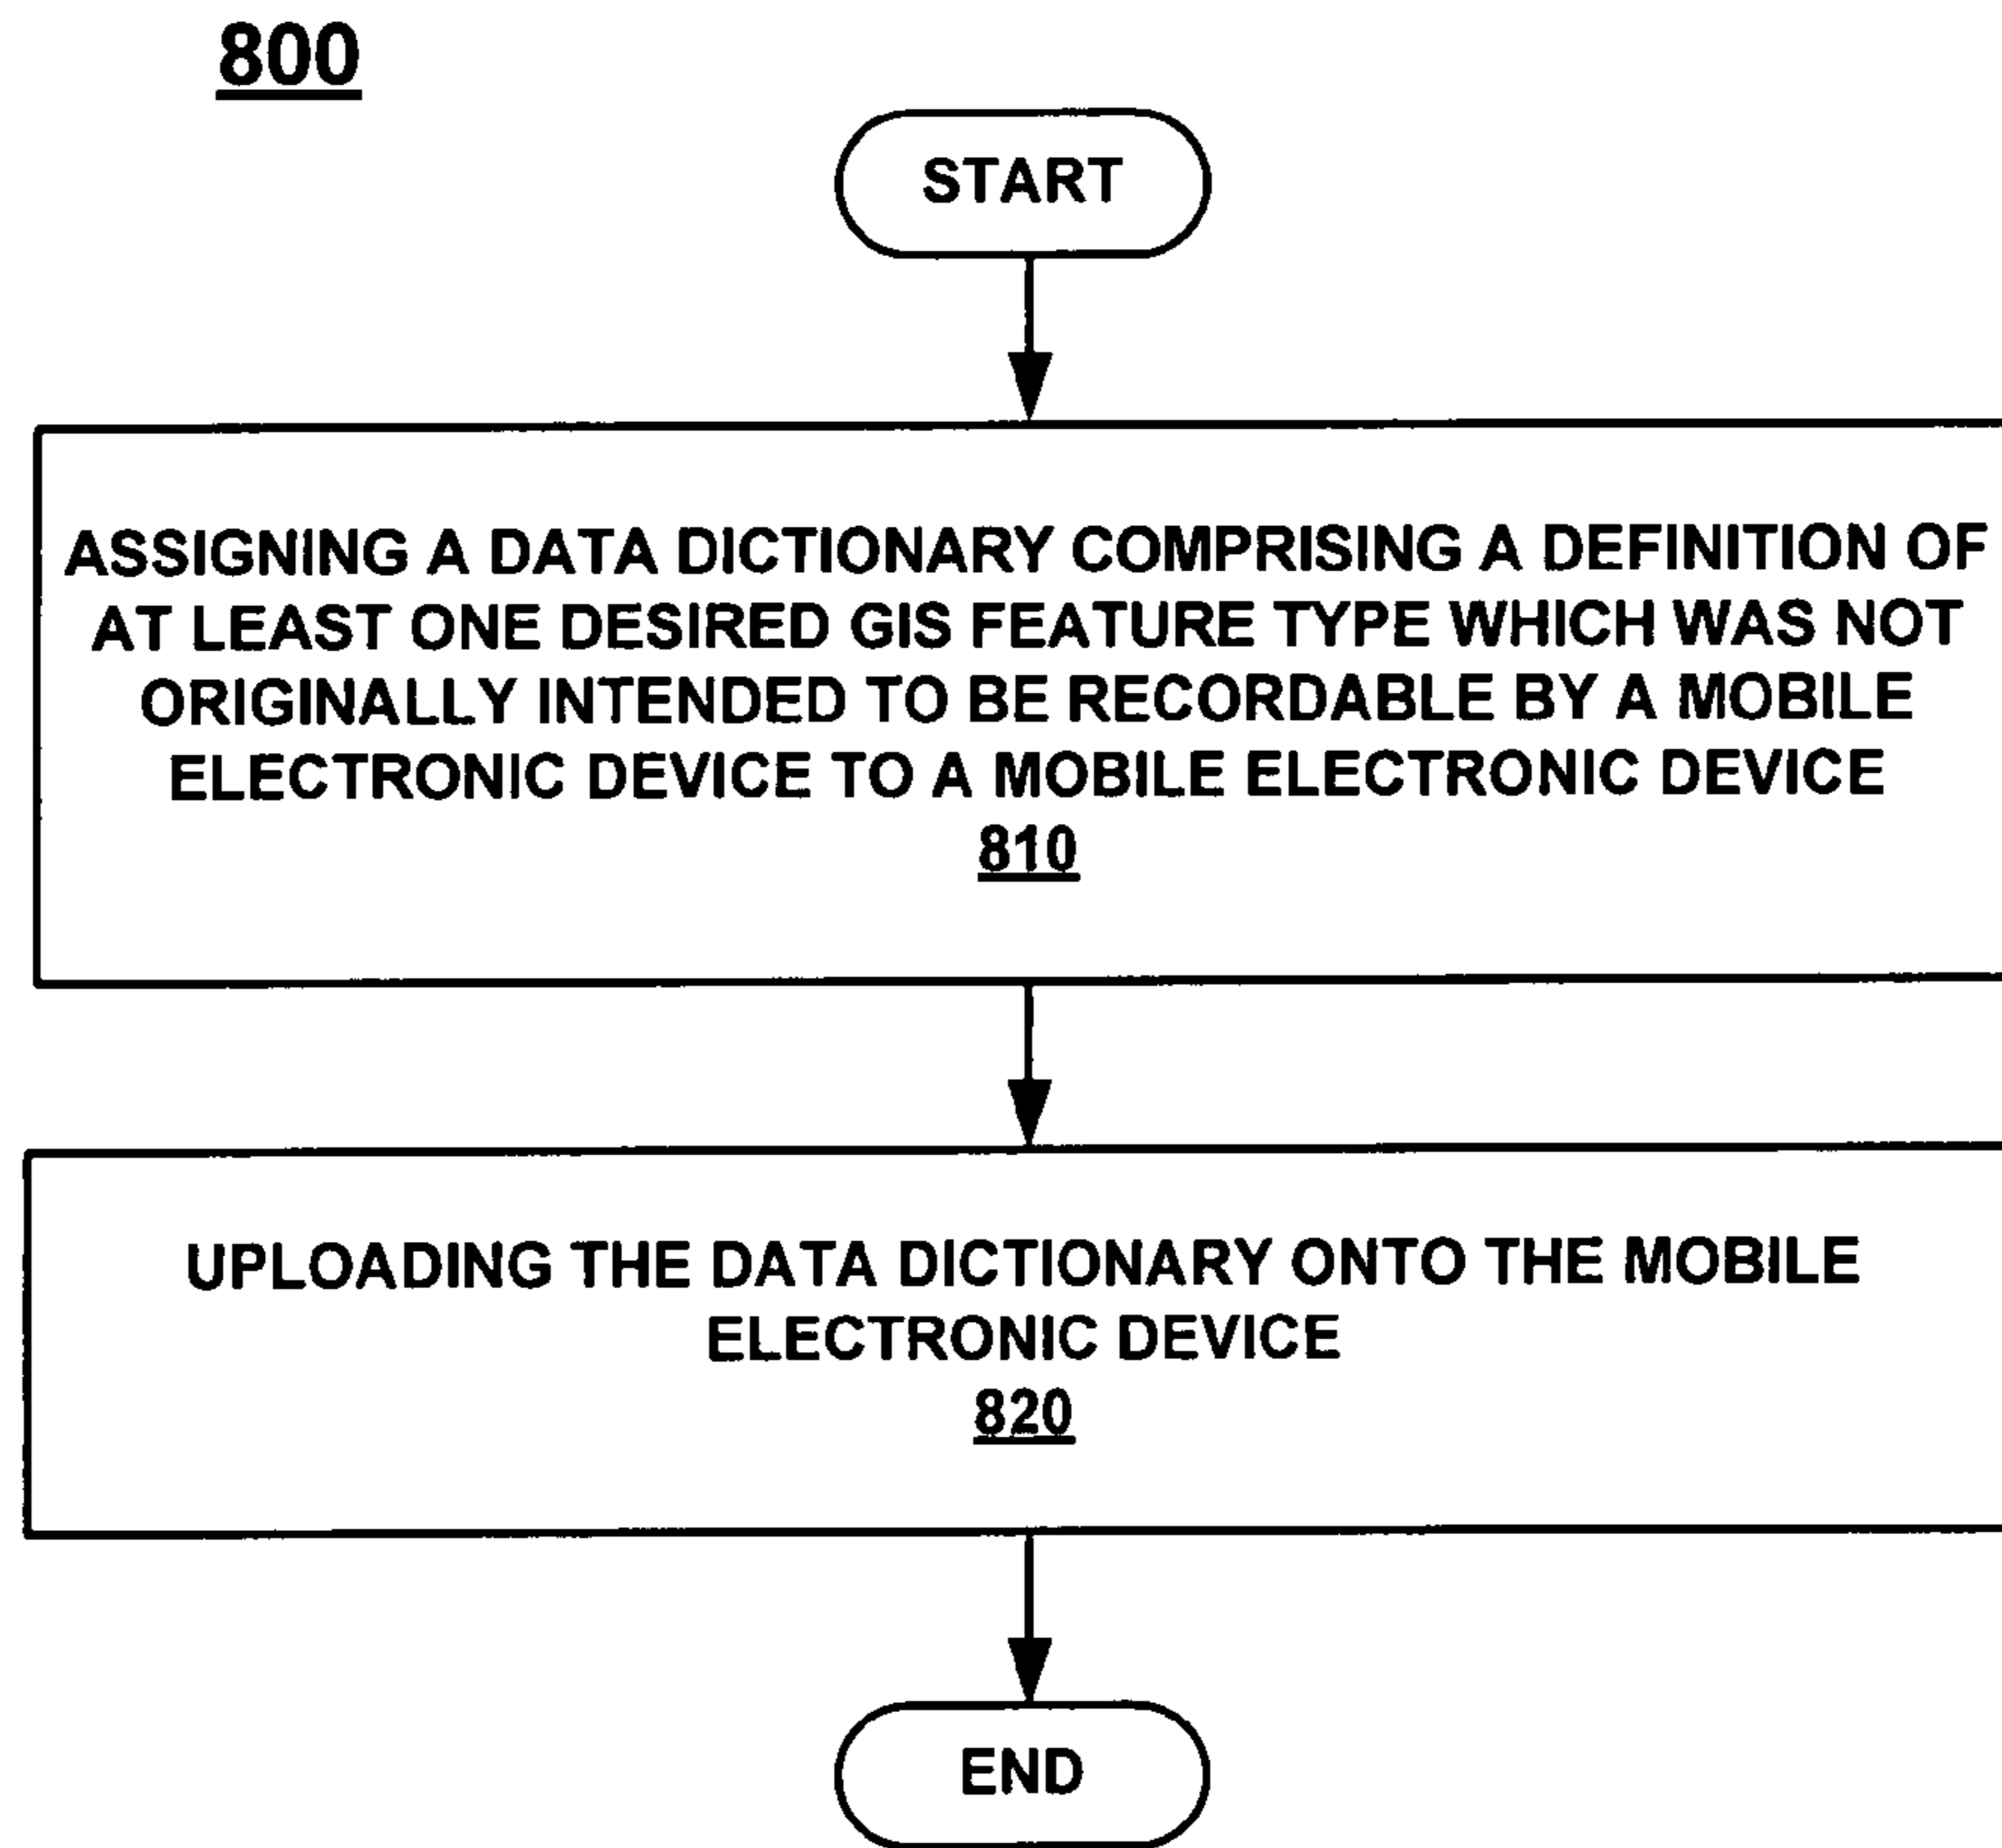 800
START
ASSIGNING A DATA DICTIONARY COMPRISING A DEFINITION OF
AT LEAST ONE DESIRED GIS FEATURE TYPE WHICH WAS NOT
ORIGINALLY INTENDED TO BE RECORDABLE BY A MOBILE
ELECTRONIC DEVICE TO A MOBILE ELECTRONIC DEVICE
810
UPLOADING THE DATA DICTIONARY ONTO THE MOBILE
ELECTRONIC DEVICE
820
END